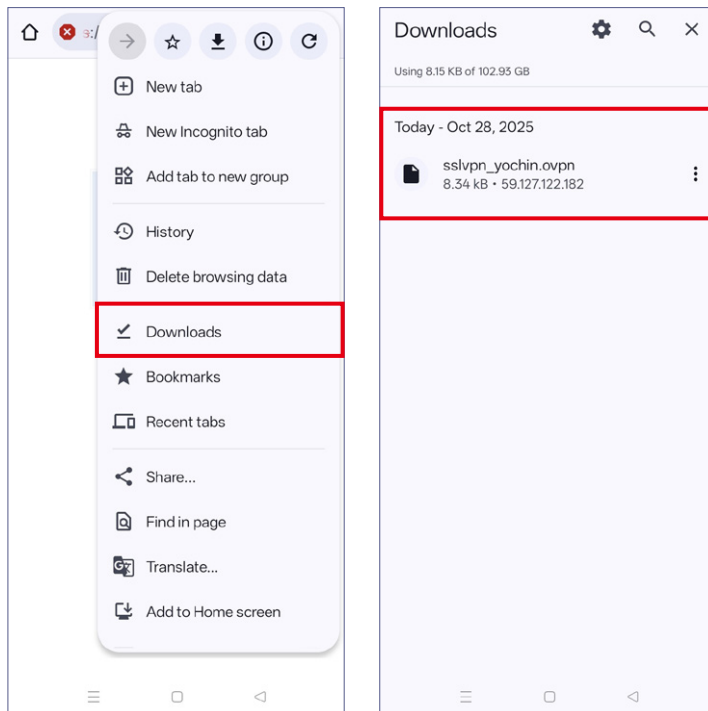 New tab
New Incognito tab
Add tab to new group
History
Delete browsing data
Downloads
Bookmarks
Recent tabs
Share...
Find in page
Translate...
Add to Home screen
Downloads
Using 8.15 KB of 102.93 GB
Today - Oct 28, 2025
sslvpn_yochin.ovpn
8.34 kB • 59.127.122.182